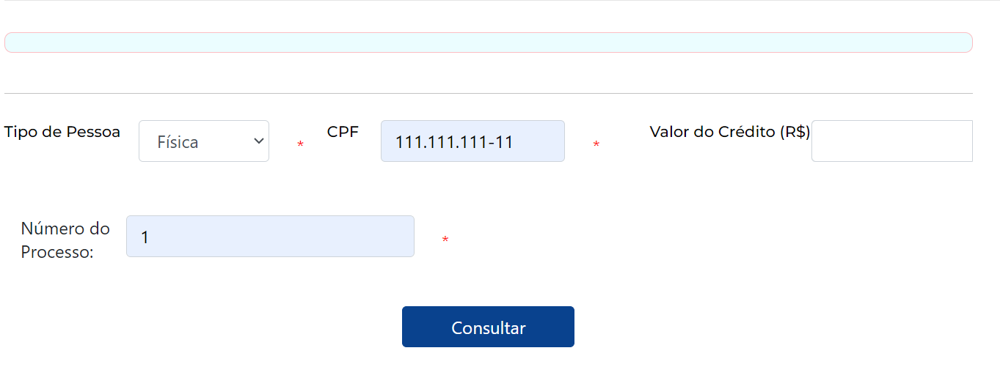 Tipo de Pessoa Física * CPF 111.111.111-11 * Valor do Crédito (R$)
Número do
Processo: 1 *
Consultar